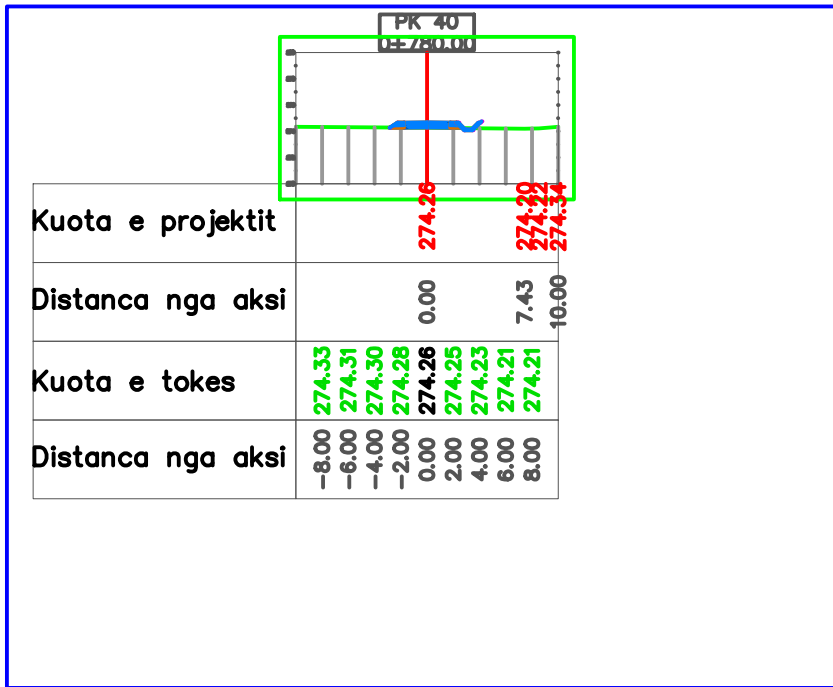 PK 40
0+780.00
Kuota e projektit 274.26 274.20 274.22 274.34
Distanca nga aksi 0.00 7.43 10.00
Kuota e tokes 274.33 274.31 274.30 274.28 274.26 274.25 274.23 274.21 274.21
Distanca nga aksi -8.00 -6.00 -4.00 -2.00 0.00 2.00 4.00 6.00 8.00